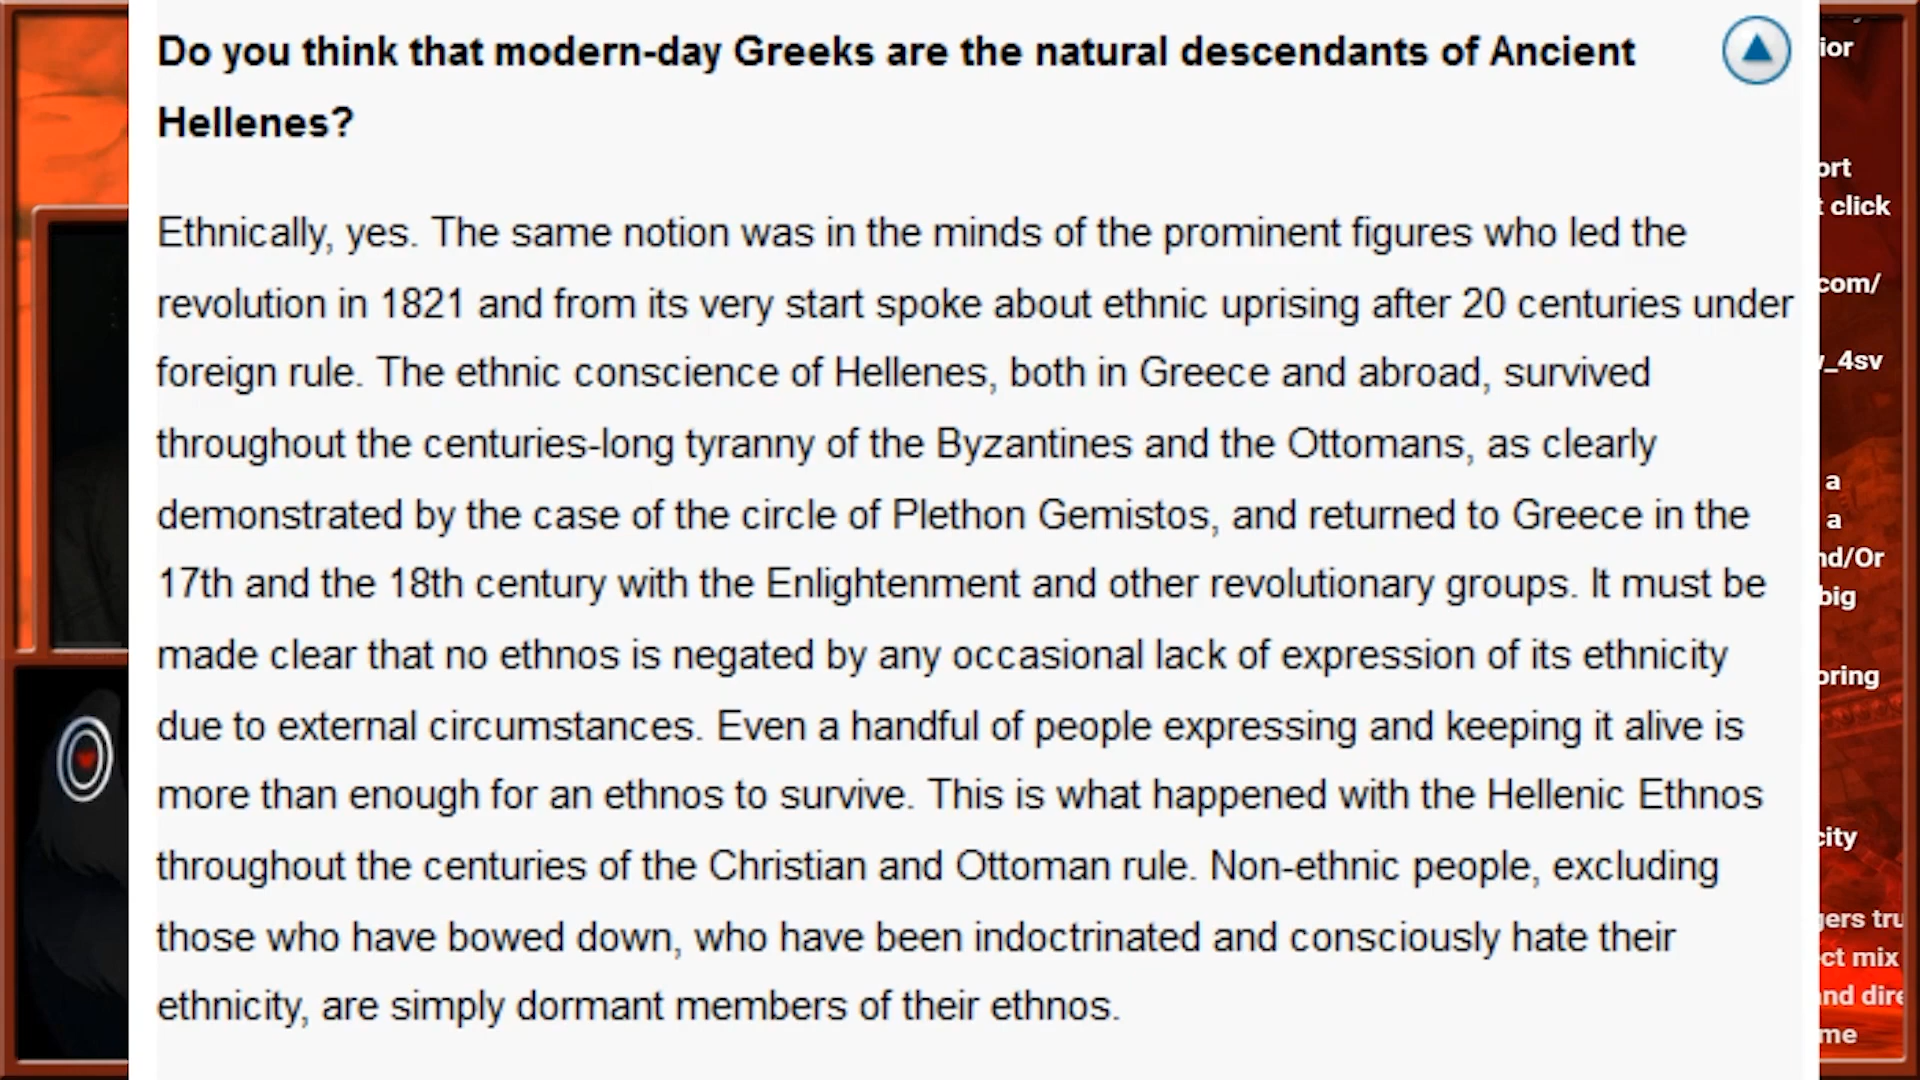 Do you think that modern-day Greeks are the natural descendants of Ancient
Hellenes?
Ethnically, yes. The same notion was in the minds of the prominent figures who led the
revolution in 1821 and from its very start spoke about ethnic uprising after 20 centuries under
foreign rule. The ethnic conscience of Hellenes, both in Greece and abroad, survived
throughout the centuries-long tyranny of the Byzantines and the Ottomans, as clearly
demonstrated by the case of the circle of Plethon Gemistos, and returned to Greece in the
17th and the 18th century with the Enlightenment and other revolutionary groups. It must be
made clear that no ethnos is negated by any occasional lack of expression of its ethnicity
due to external circumstances. Even a handful of people expressing and keeping it alive is
more than enough for an ethnos to survive. This is what happened with the Hellenic Ethnos
throughout the centuries of the Christian and Ottoman rule. Non-ethnic people, excluding
those who have bowed down, who have been indoctrinated and consciously hate their
ethnicity, are simply dormant members of their ethnos.
click
com/
_4sv
a
a
/Or
big
mix
me